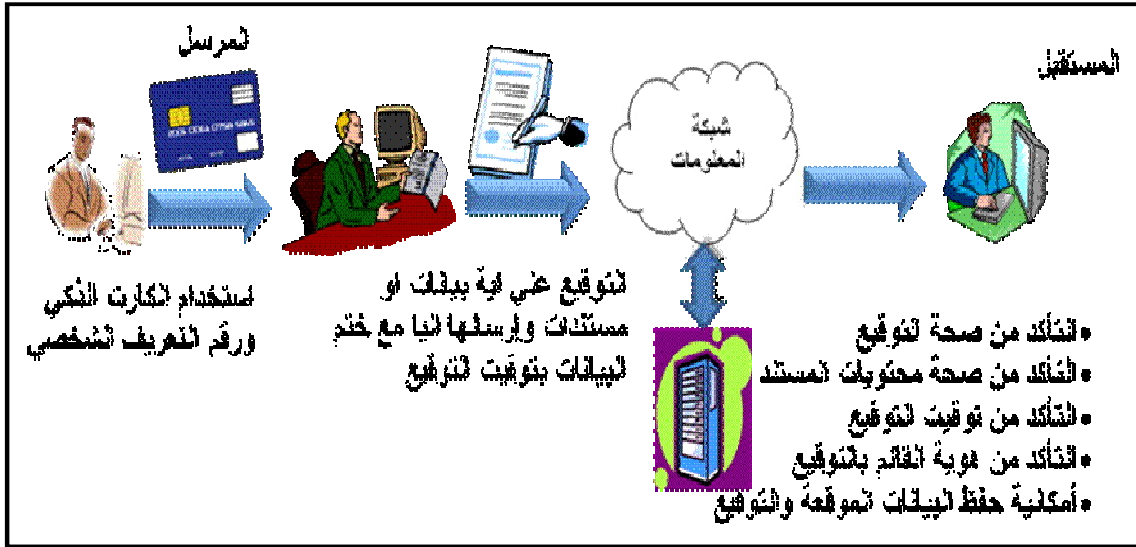 المرسل
المستقبل
شبكة
المعلومات
استخدام الكارت الذكي
ورقم التعريف الشخصي
التوقيع علي اية بيانات او
مستندات وإرسالها اليا مع ختم
البيانات بتوقيت التوقيع
• التأكد من صحة التوقيع
• التأكد من صحة محتويات المستند
• التأكد من توقيت التوقيع
• التأكد من هوية القائم بالتوقيع
• أمكانية حفظ البيانات الموقعة والتوقيع